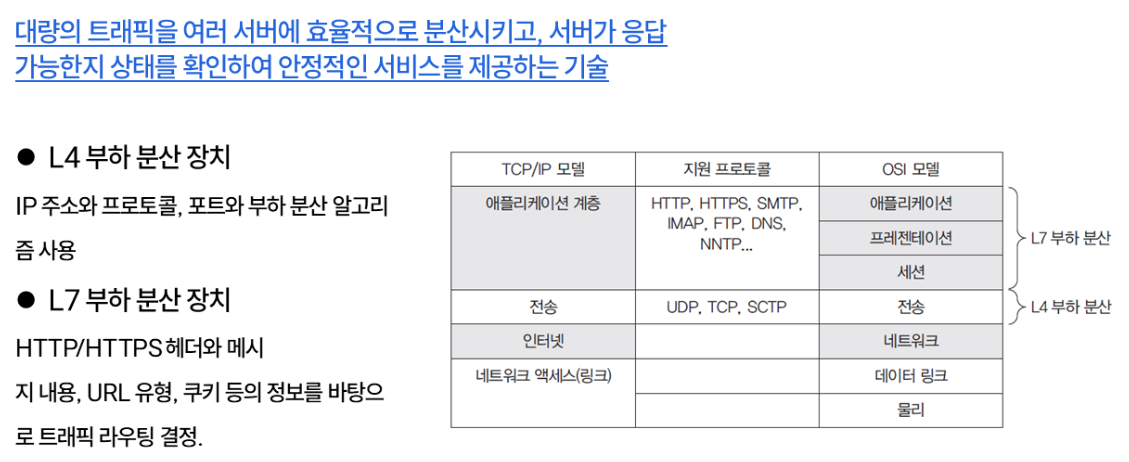 대량의 트래픽을 여러 서버에 효율적으로 분산시키고, 서버가 응답
가능한지 상태를 확인하여 안정적인 서비스를 제공하는 기술
● L4 부하 분산 장치
IP 주소와 프로토콜, 포트와 부하 분산 알고리
즘 사용
● L7 부하 분산 장치
HTTP/HTTPS 헤더와 메시
지 내용, URL 유형, 쿠키 등의 정보를 바탕으
로 트래픽 라우팅 결정.
TCP/IP 모델 지원 프로토콜 OSI 모델
애플리케이션 계층 HTTP, HTTPS, SMTP, 애플리케이션
IMAP, FTP, DNS,
NNTP...
프레젠테이션
세션
L7 부하 분산
전송 UDP, TCP, SCTP 전송 L4 부하 분산
인터넷 네트워크
네트워크 액세스(링크) 데이터 링크
물리